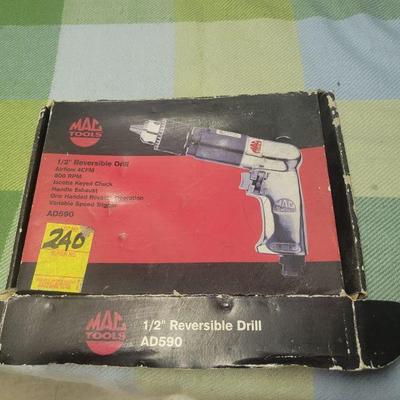 MAC
TOOLS
1/2" Reversible Drill
Airflow 4CFM
800 RPM
Jacobs Keyed Chuck
Handle Exhaust
One Handed Reverse Operation
Variable Speed Trigger
AD590
240
MAC
TOOLS
MAC
TOOLS
1/2" Reversible Drill
AD590